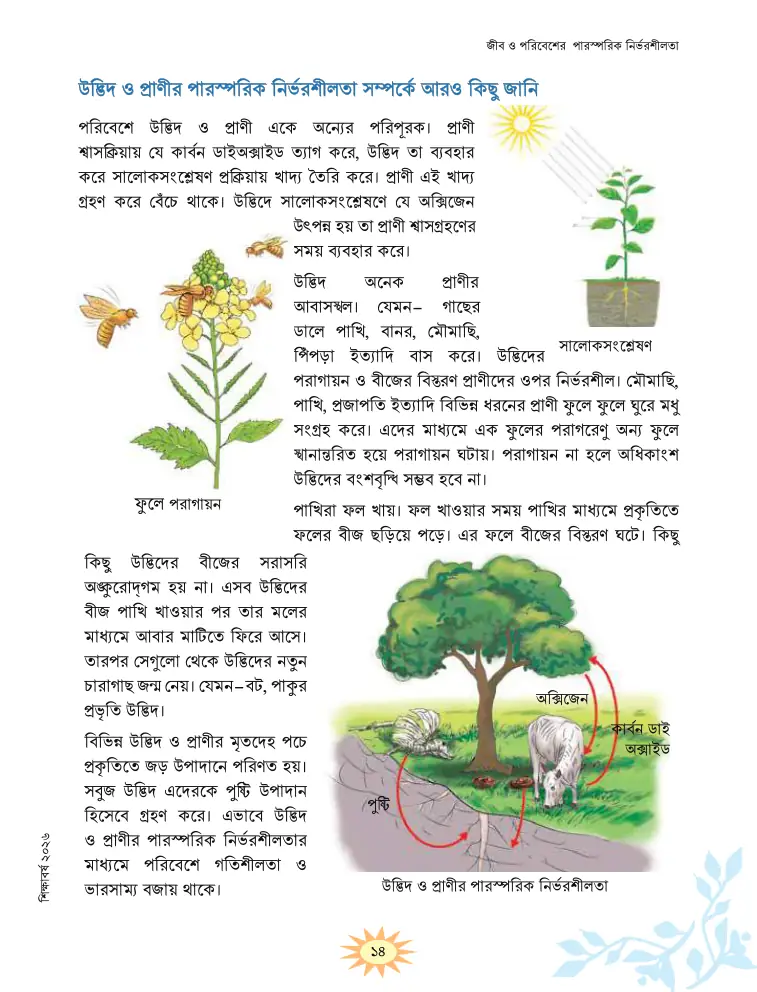 জীব ও পরিবেশের পারস্পরিক নির্ভরশীলতা
উদ্ভিদ ও প্রাণীর পারস্পরিক নির্ভরশীলতা সম্পর্কে আরও কিছু জানি
পরিবেশে উদ্ভিদ ও প্রাণী একে অন্যের পরিপূরক। প্রাণী
শ্বাসক্রিয়ায় যে কার্বন ডাইঅক্সাইড ত্যাগ করে, উদ্ভিদ তা ব্যবহার
করে সালোকসংশ্লেষণ প্রক্রিয়ায় খাদ্য তৈরি করে। প্রাণী এই খাদ্য
গ্রহণ করে বেঁচে থাকে। উদ্ভিদে সালোকসংশ্লেষণে যে অক্সিজেন
উৎপন্ন হয় তা প্রাণী শ্বাসগ্রহণের
সময় ব্যবহার করে।
উদ্ভিদ অনেক প্রাণীর
আবাসস্থল। যেমন– গাছের
ডালে পাখি, বানর, মৌমাছি,
পিঁপড়া ইত্যাদি বাস করে। উদ্ভিদের
সালোকসংশ্লেষণ
পরাগায়ন ও বীজের বিস্তরণ প্রাণীদের ওপর নির্ভরশীল। মৌমাছি,
পাখি, প্রজাপতি ইত্যাদি বিভিন্ন ধরনের প্রাণী ফুলে ফুলে ঘুরে মধু
সংগ্রহ করে। এদের মাধ্যমে এক ফুলের পরাগরেণু অন্য ফুলে
স্থানান্তরিত হয়ে পরাগায়ন ঘটায়। পরাগায়ন না হলে অধিকাংশ
উদ্ভিদের বংশবৃদ্ধি সম্ভব হবে না।
ফুলে পরাগায়ন
পাখিরা ফল খায়। ফল খাওয়ার সময় পাখির মাধ্যমে প্রকৃতিতে
ফলের বীজ ছড়িয়ে পড়ে। এর ফলে বীজের বিস্তরণ ঘটে। কিছু
কিছু উদ্ভিদের বীজের সরাসরি
অঙ্কুরোদ্‌গম হয় না। এসব উদ্ভিদের
বীজ পাখি খাওয়ার পর তার মলের
মাধ্যমে আবার মাটিতে ফিরে আসে।
তারপর সেগুলো থেকে উদ্ভিদের নতুন
চারাগাছ জন্ম নেয়। যেমন–বট, পাকুর
প্রভৃতি উদ্ভিদ।
বিভিন্ন উদ্ভিদ ও প্রাণীর মৃতদেহ পচে
প্রকৃতিতে জড় উপাদানে পরিণত হয়।
সবুজ উদ্ভিদ এদেরকে পুষ্টি উপাদান
হিসেবে গ্রহণ করে। এভাবে উদ্ভিদ
ও প্রাণীর পারস্পরিক নির্ভরশীলতার
মাধ্যমে পরিবেশে গতিশীলতা ও
ভারসাম্য বজায় থাকে।
অক্সিজেন
কার্বন ডাই
অক্সাইড
পুষ্টি
উদ্ভিদ ও প্রাণীর পারস্পরিক নির্ভরশীলতা
শিক্ষাবর্ষ ২০২৬
১৪